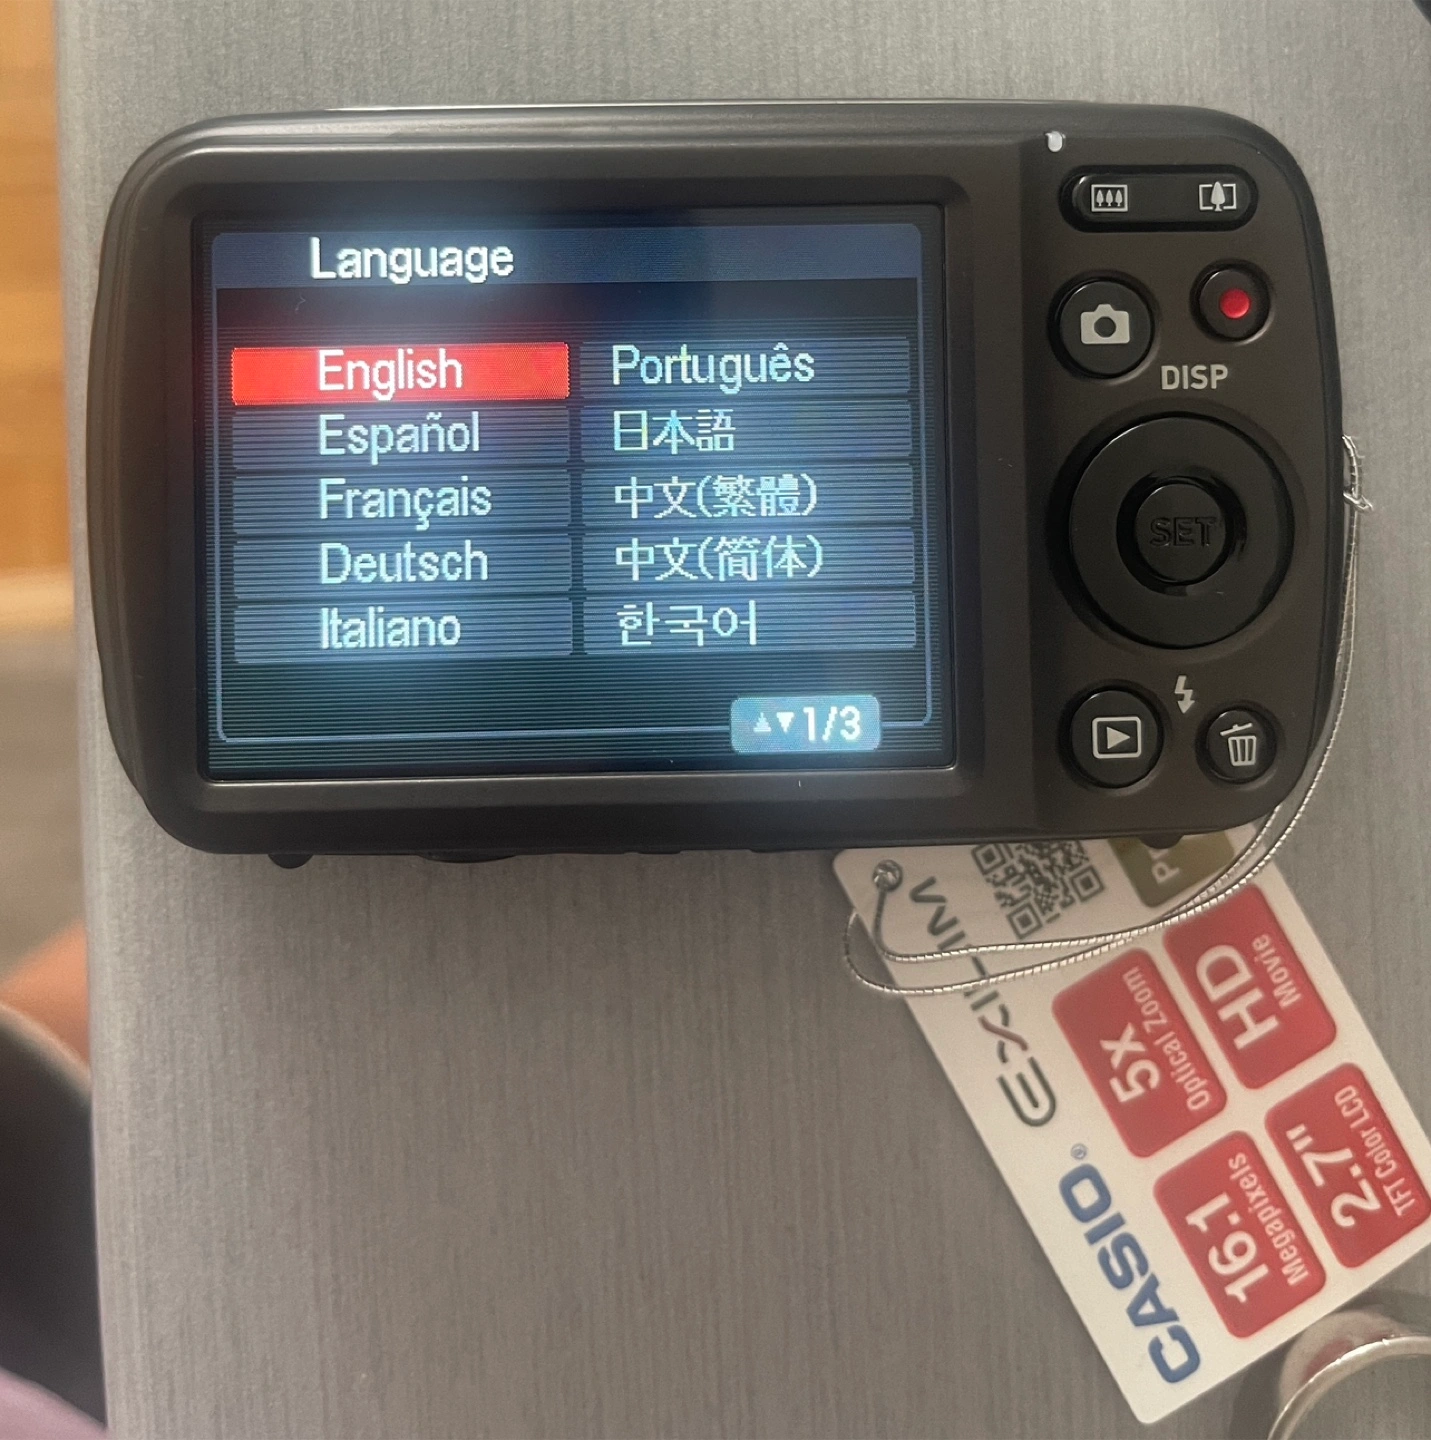 Language
English
Español
Français
Deutsch
Italiano
Português
日本語
中文(繁體)
中文(简体)
한국어
1/3
DISP
SET
CASIO®
EXILIM
16.1
Megapixels
5x
Optical Zoom
2.7"
TFT Color LCD
HD
Movie